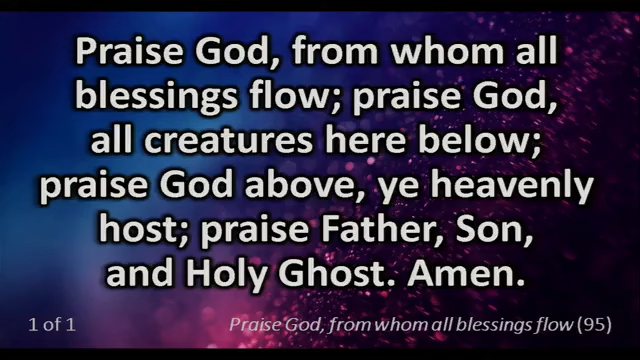 Praise God, from whom all
blessings flow; praise God,
all creatures here below;
praise God above, ye heavenly
host; praise Father, Son,
and Holy Ghost. Amen.
1 of 1
Praise God, from whom all blessings flow (95)